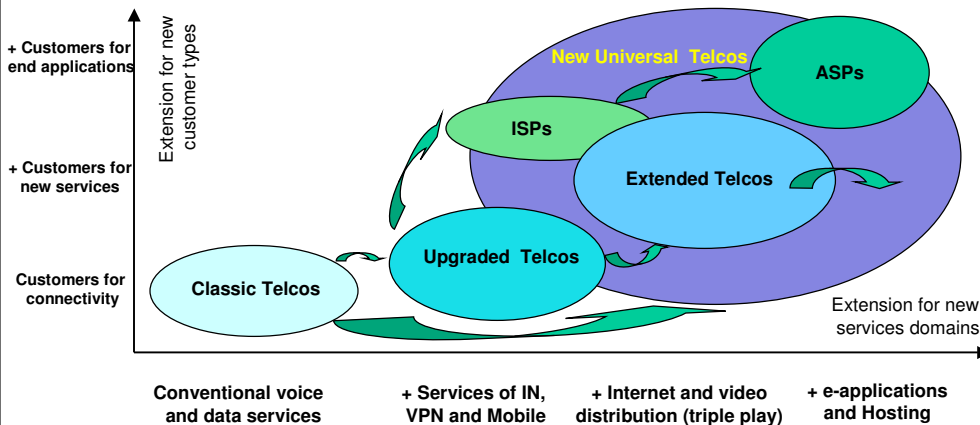 + Customers for
end applications
Extension for new
customer types
New Universal  Telcos
ASPs
ISPs
+ Customers for
new services
Extended Telcos
Upgraded  Telcos
Customers for
connectivity
Classic Telcos
Extension for new
services domains
Conventional voice
and data services
+ Services of IN,
VPN and Mobile
+ Internet and video
distribution (triple play)
+ e-applications
and Hosting